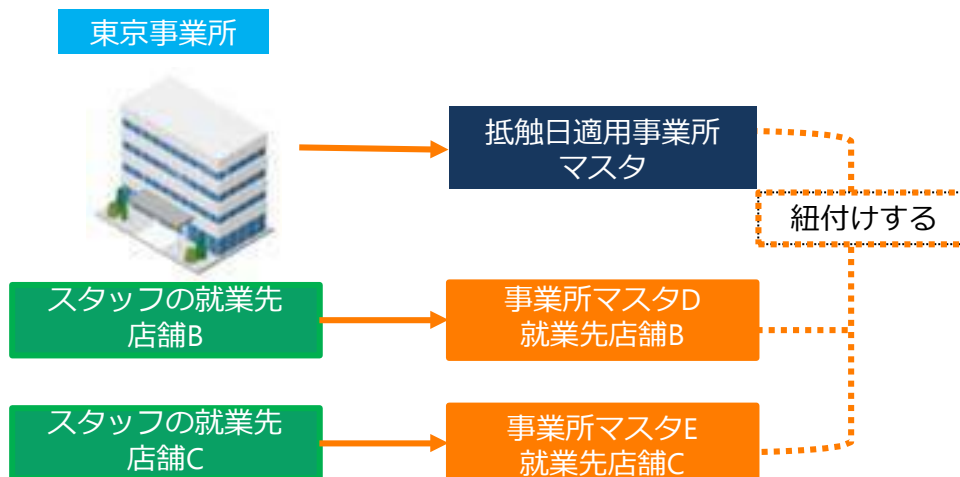 東京事業所
抵触日適用事業所
マスタ
紐付けする
スタッフの就業先
店舗B
事業所マスタD
就業先店舗B
スタッフの就業先
店舗C
事業所マスタE
就業先店舗C